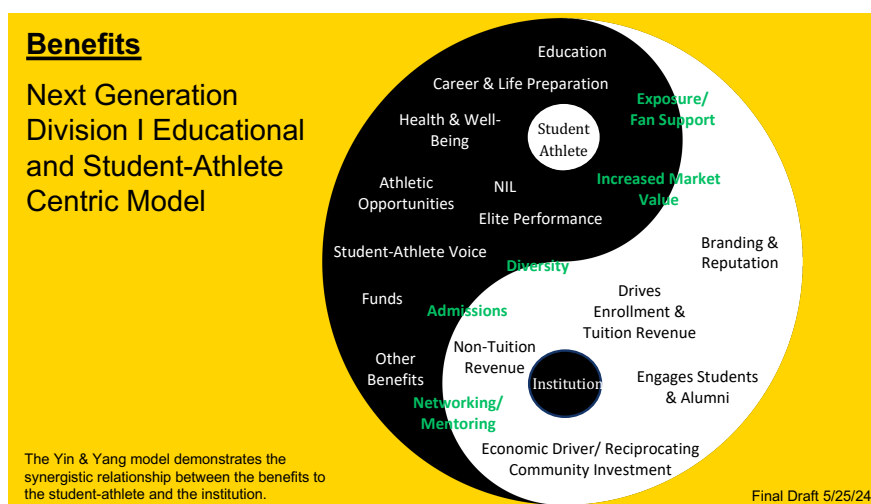 Benefits
Next Generation
Division I Educational
and Student-Athlete
Centric Model
Education
Career & Life Preparation
Health & Well-
Being
Student
Athlete
Exposure/
Fan Support
Athletic
Opportunities
NIL
Increased Market
Value
Elite Performance
Student-Athlete Voice
Diversity
Branding &
Reputation
Funds
Admissions
Drives
Enrollment &
Tuition Revenue
Other
Benefits
Non-Tuition
Revenue
Institution
Engages Students
& Alumni
Networking/
Mentoring
Economic Driver/ Reciprocating
Community Investment
The Yin & Yang model demonstrates the
synergistic relationship between the benefits to
the student-athlete and the institution.
Final Draft 5/25/24